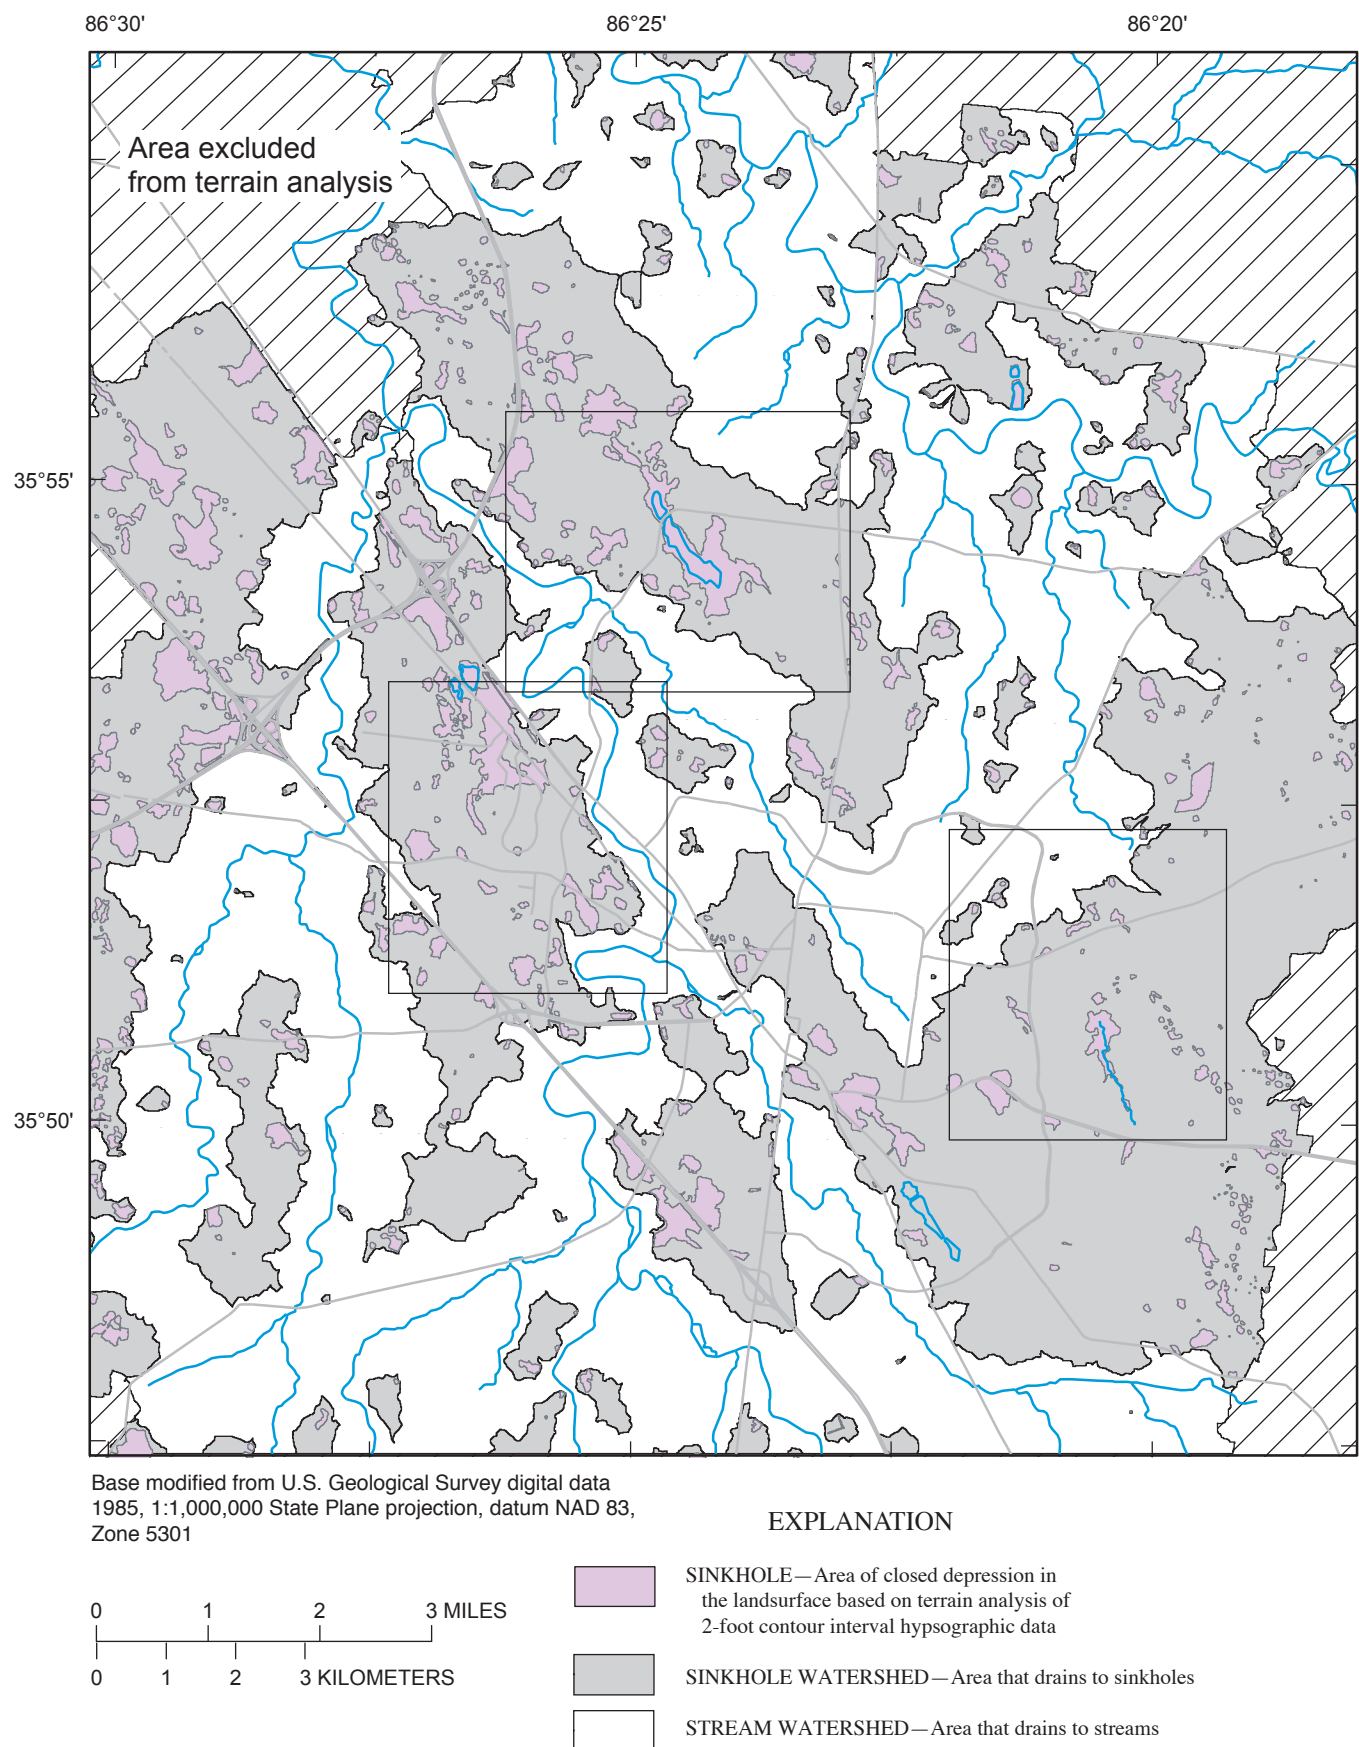 86°30'
86°25'
86°20'
Area excluded
from terrain analysis
35°55'
35°50'
Base modified from U.S. Geological Survey digital data
1985, 1:1,000,000 State Plane projection, datum NAD 83,
Zone 5301
EXPLANATION
SINKHOLE—Area of closed depression in
the landsurface based on terrain analysis of
2-foot contour interval hypsographic data
0 1 2 3 MILES
0 1 2 3 KILOMETERS
SINKHOLE WATERSHED—Area that drains to sinkholes
STREAM WATERSHED—Area that drains to streams